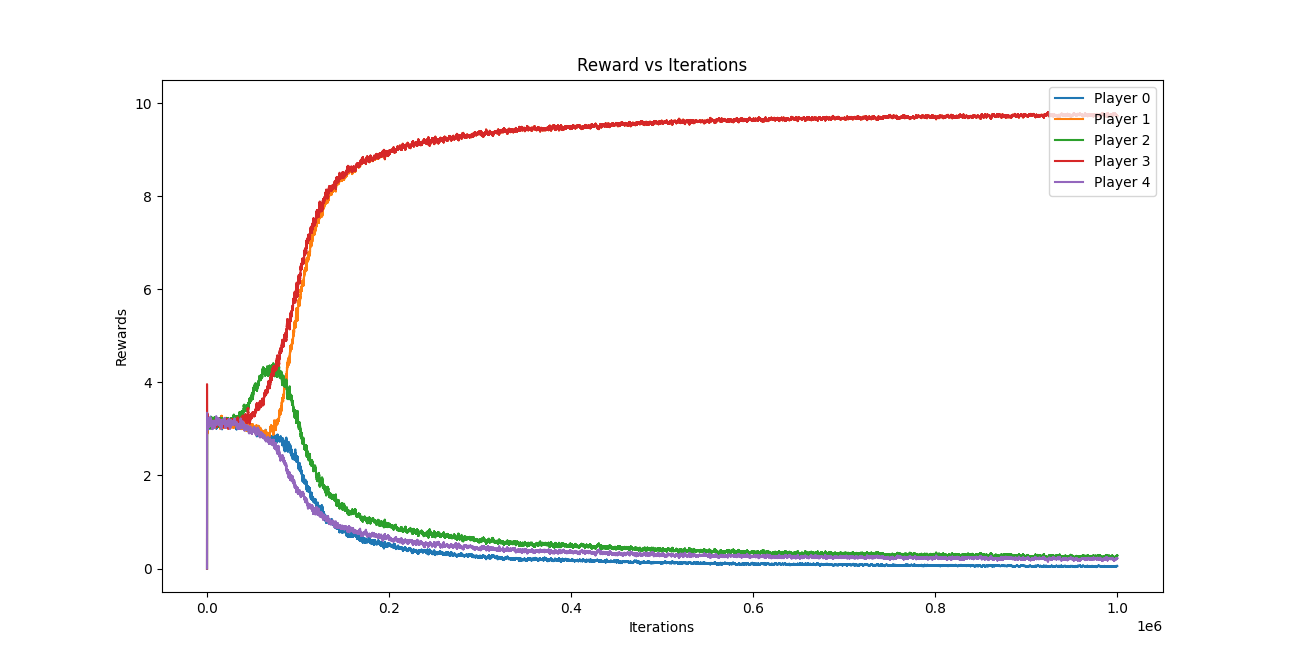 Reward vs Iterations
Player 0
Player 1
Player 2
Player 3
Player 4
Rewards
10
8
6
4
2
0
0.0 0.2 0.4 0.6 0.8 1.0
1e6
Iterations